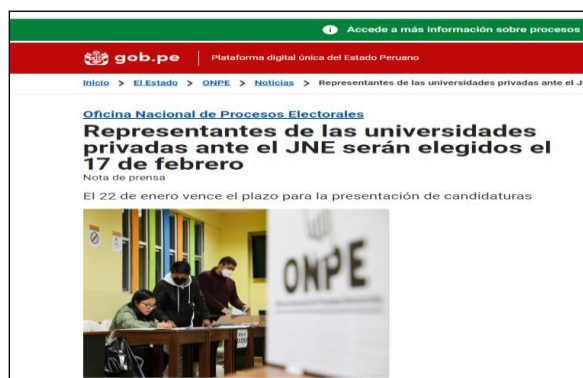 Accede a más información sobre procesos
gob.pe | Plataforma digital única del Estado Peruano
Inicio > El Estado > ONPE > Noticias > Representantes de las universidades privadas ante el J
Oficina Nacional de Procesos Electorales
Representantes de las universidades
privadas ante el JNE serán elegidos el
17 de febrero
Nota de prensa
El 22 de enero vence el plazo para la presentación de candidaturas
ONPE